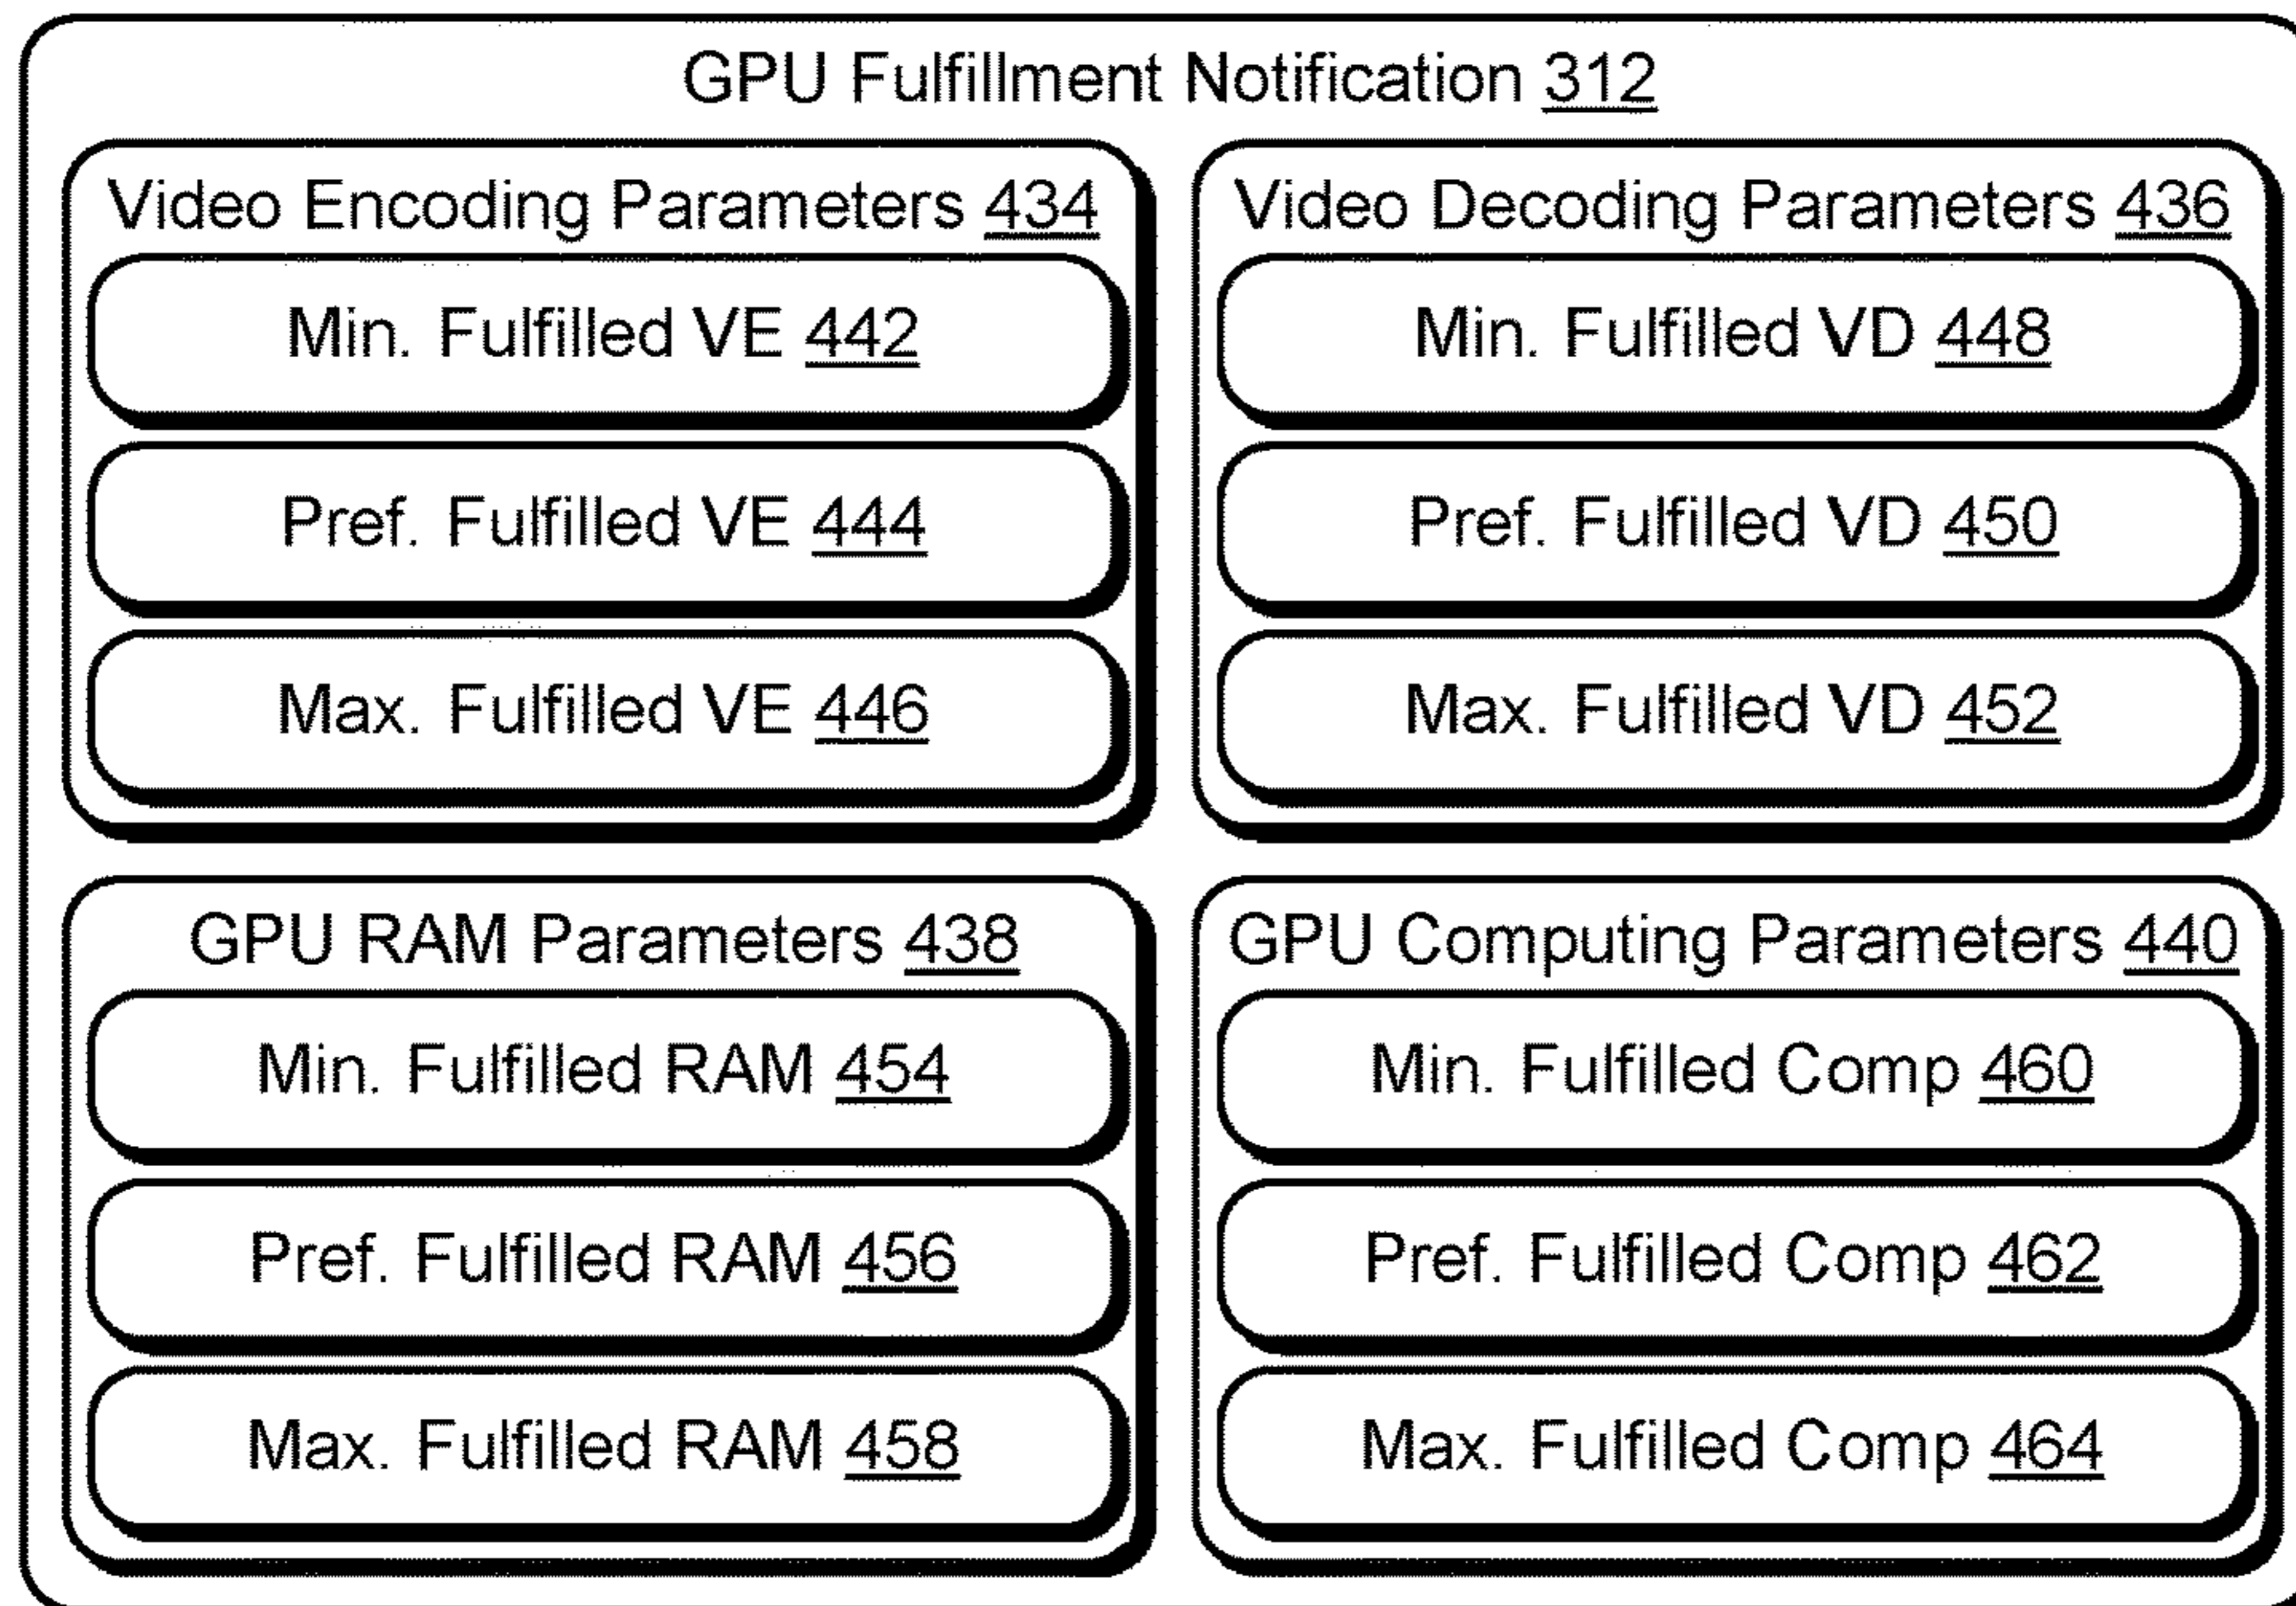 GPU Fulfillment Notification 312
Video Encoding Parameters 434
Min. Fulfilled VE 442
Pref. Fulfilled VE 444
Max. Fulfilled VE 446
Video Decoding Parameters 436
Min. Fulfilled VD 448
Pref. Fulfilled VD 450
Max. Fulfilled VD 452
GPU RAM Parameters 438
Min. Fulfilled RAM 454
Pref. Fulfilled RAM 456
Max. Fulfilled RAM 458
GPU Computing Parameters 440
Min. Fulfilled Comp 460
Pref. Fulfilled Comp 462
Max. Fulfilled Comp 464